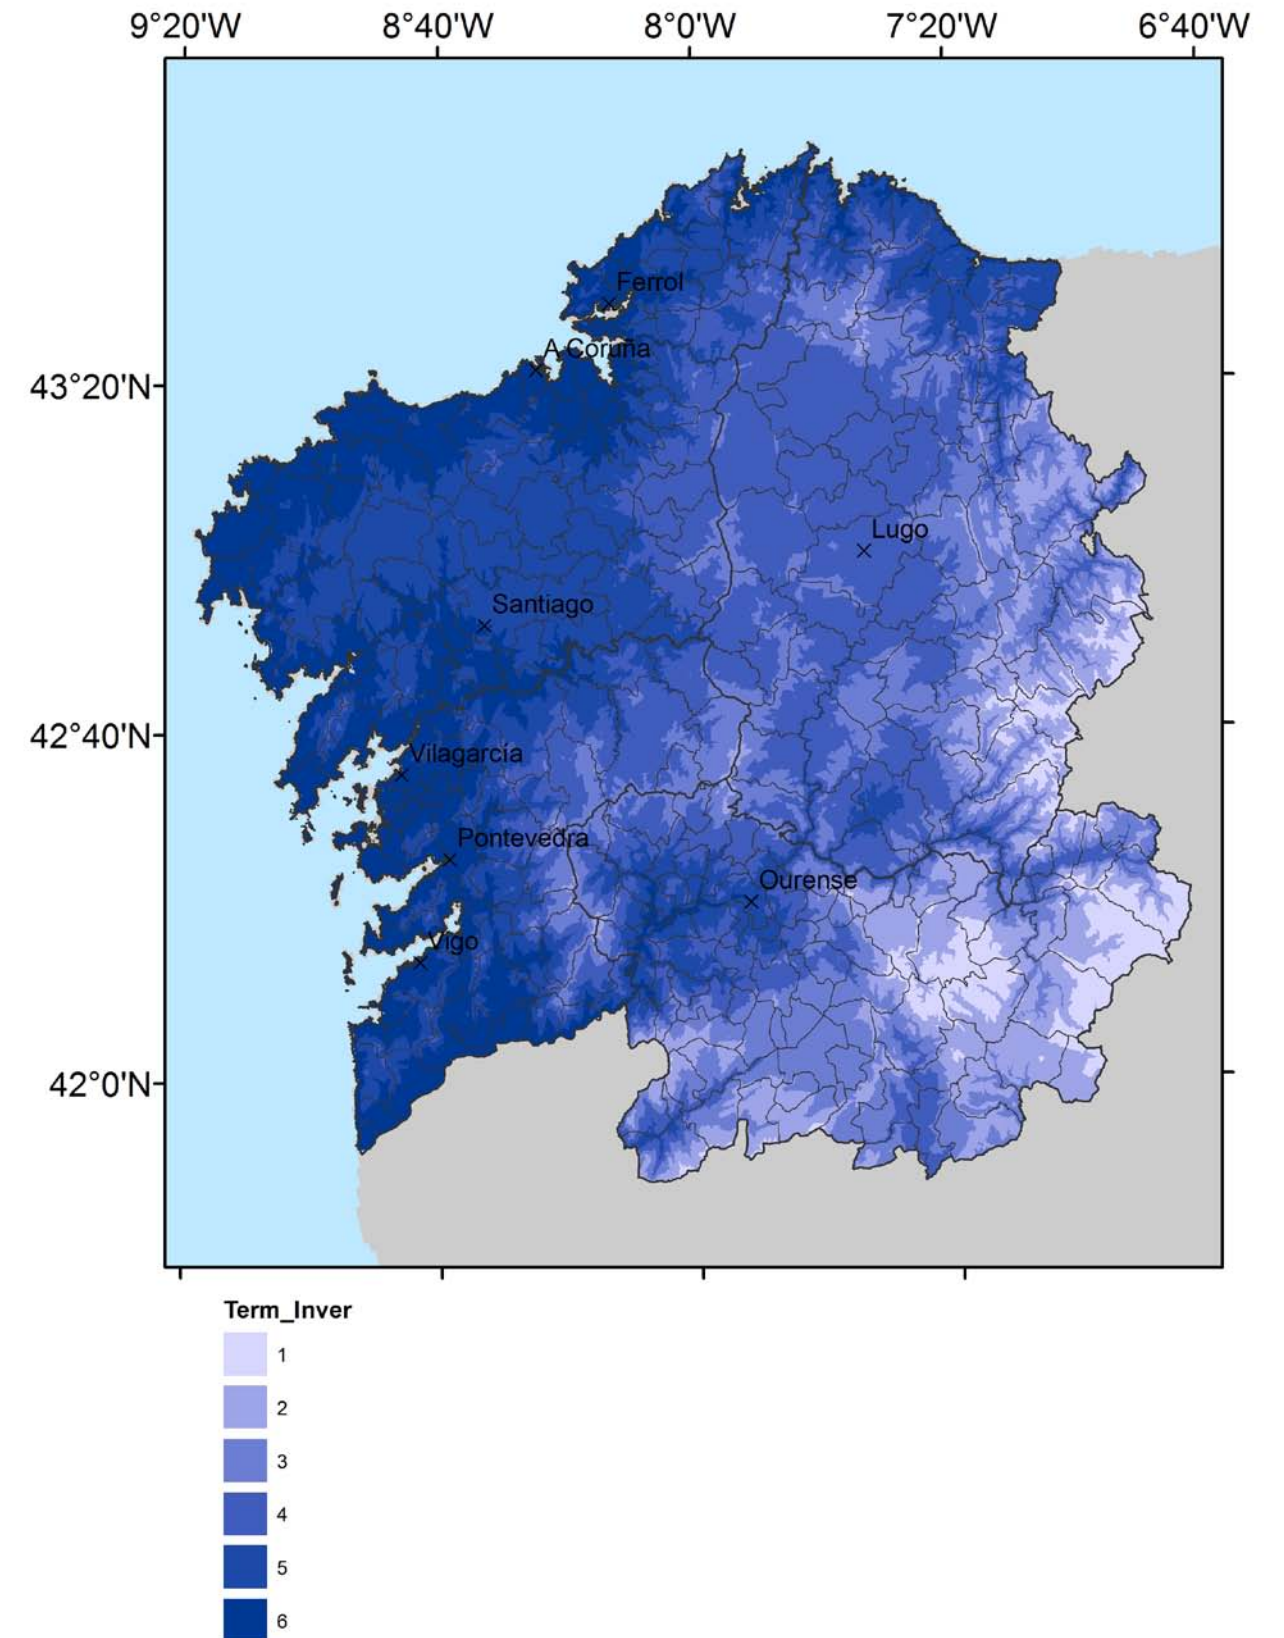 9°20'W 8°40'W 8°0'W 7°20'W 6°40'W
Ferrol
A Coruña
43°20'N
Lugo
Santiago
42°40'N
Vilagarcía
Pontevedra
Ourense
Vigo
42°0'N
Term_Inver
1
2
3
4
5
6